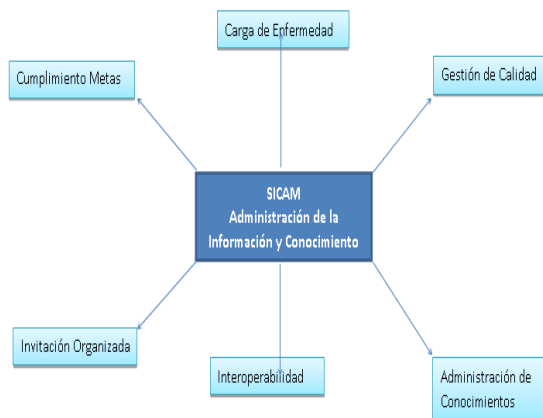 Carga de Enfermedad
Cumplimiento Metas
Gestión de Calidad
SICAM
Administración de la
Información y Conocimiento
Invitación Organizada
Interoperabilidad
Administración de
Conocimientos